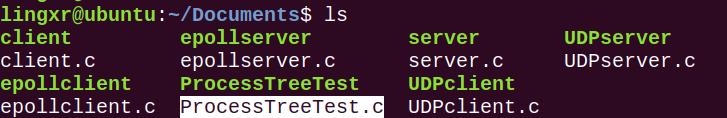 lingxr@ubuntu:~/Documents$ ls
client epollserver server UDPserver
client.c epollserver.c server.c UDPserver.c
epollclient ProcessTreeTest UDPclient
epollclient.c ProcessTreeTest.c UDPclient.c